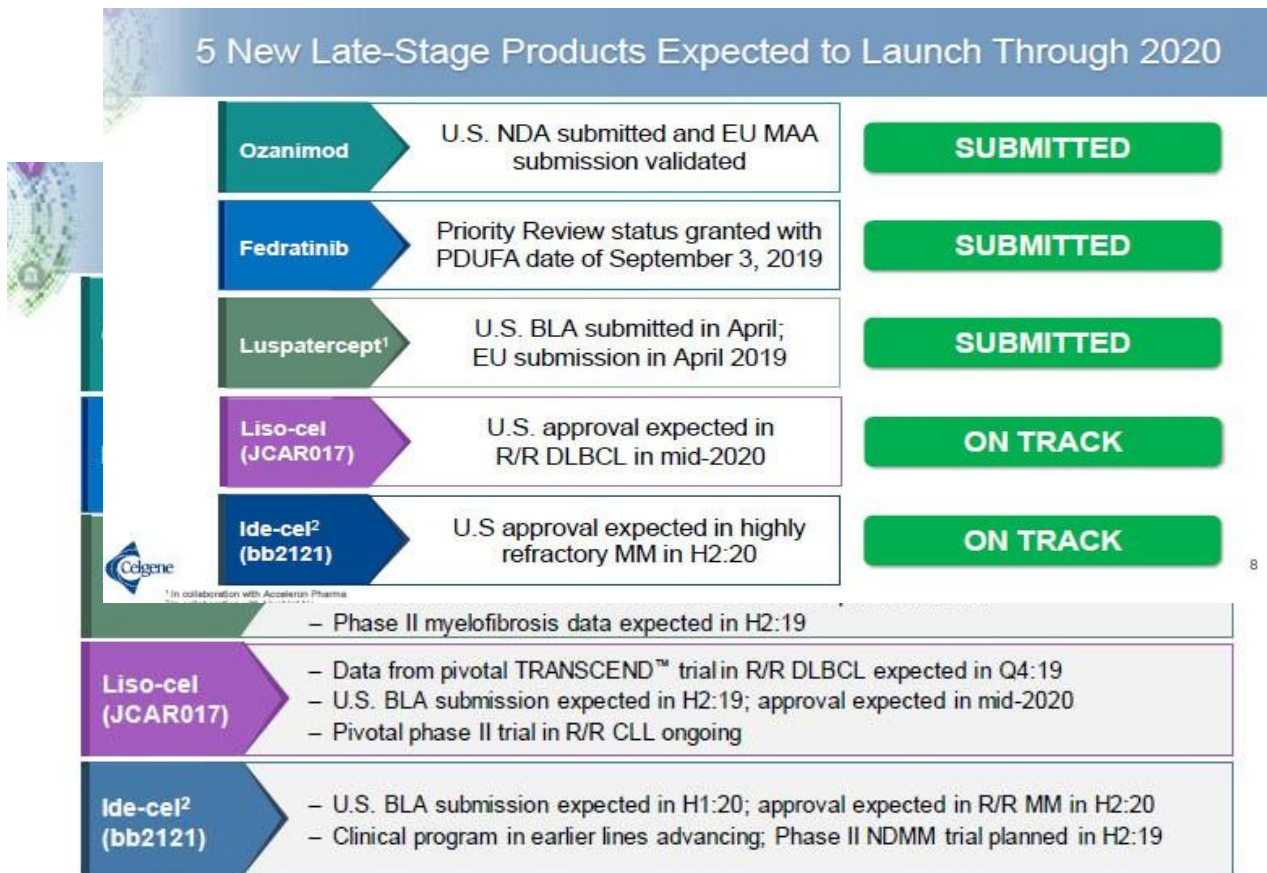 5 New Late-Stage Products Expected to Launch Through 2020
Ozanimod
U.S. NDA submitted and EU MAA
submission validated
SUBMITTED
Fedratinib
Priority Review status granted with
PDUFA date of September 3, 2019
SUBMITTED
Luspatercept¹
U.S. BLA submitted in April;
EU submission in April 2019
SUBMITTED
Liso-cel
(JCAR017)
U.S. approval expected in
R/R DLBCL in mid-2020
ON TRACK
Ide-cel²
(bb2121)
U.S approval expected in highly
refractory MM in H2:20
ON TRACK
Celgene
8
¹ In collaboration with Acceleron Pharma
– Phase II myelofibrosis data expected in H2:19
Liso-cel
(JCAR017)
– Data from pivotal TRANSCEND™ trial in R/R DLBCL expected in Q4:19
– U.S. BLA submission expected in H2:19; approval expected in mid-2020
– Pivotal phase II trial in R/R CLL ongoing
Ide-cel²
(bb2121)
– U.S. BLA submission expected in H1:20; approval expected in R/R MM in H2:20
– Clinical program in earlier lines advancing; Phase II NDMM trial planned in H2:19